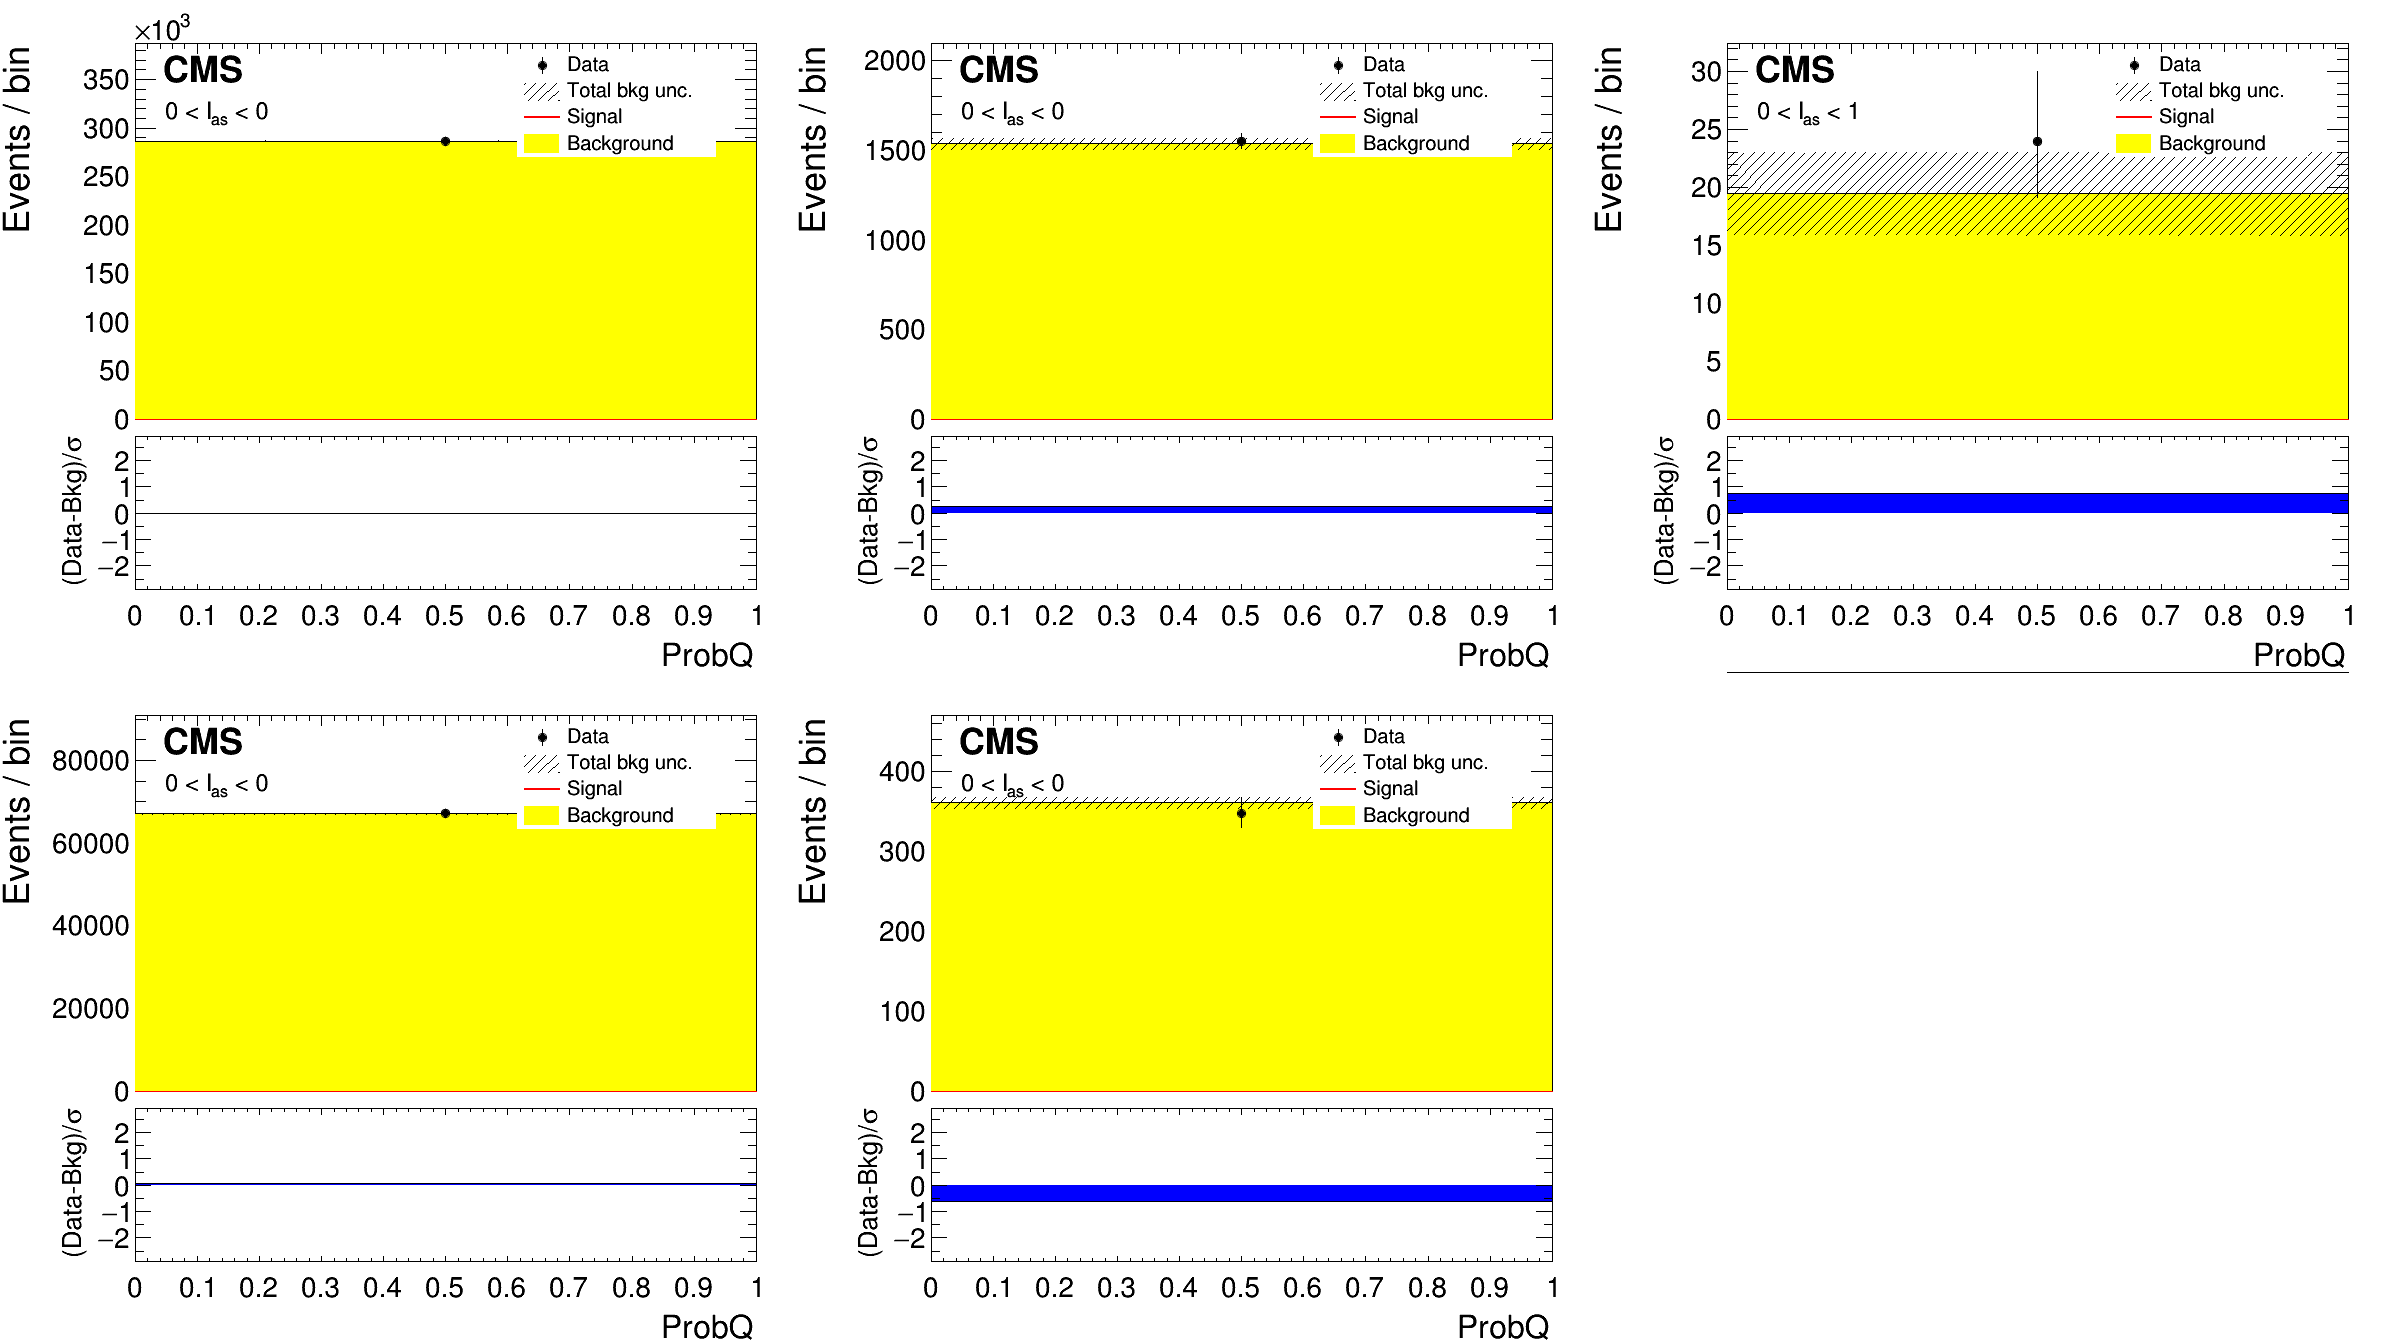 ×10³
Events / bin
350
300
250
200
150
100
50
0
CMS
0 < Ias < 0
Data
Total bkg unc.
Signal
Background
(Data-Bkg)/σ
2
1
0
−1
−2
0 0.1 0.2 0.3 0.4 0.5 0.6 0.7 0.8 0.9 1
ProbQ
Events / bin
2000
1500
1000
500
0
CMS
0 < Ias < 0
Data
Total bkg unc.
Signal
Background
(Data-Bkg)/σ
2
1
0
−1
−2
0 0.1 0.2 0.3 0.4 0.5 0.6 0.7 0.8 0.9 1
ProbQ
Events / bin
30
25
20
15
10
5
0
CMS
0 < Ias < 1
Data
Total bkg unc.
Signal
Background
(Data-Bkg)/σ
2
1
0
−1
−2
0 0.1 0.2 0.3 0.4 0.5 0.6 0.7 0.8 0.9 1
ProbQ
Events / bin
80000
60000
40000
20000
0
CMS
0 < Ias < 0
Data
Total bkg unc.
Signal
Background
(Data-Bkg)/σ
2
1
0
−1
−2
0 0.1 0.2 0.3 0.4 0.5 0.6 0.7 0.8 0.9 1
ProbQ
Events / bin
400
300
200
100
0
CMS
0 < Ias < 0
Data
Total bkg unc.
Signal
Background
(Data-Bkg)/σ
2
1
0
−1
−2
0 0.1 0.2 0.3 0.4 0.5 0.6 0.7 0.8 0.9 1
ProbQ